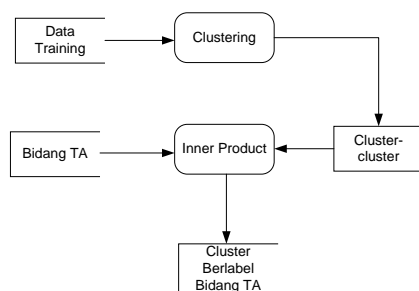 Data
Training
Clustering
Bidang TA
Inner Product
Cluster-
cluster
Cluster
Berlabel
Bidang TA